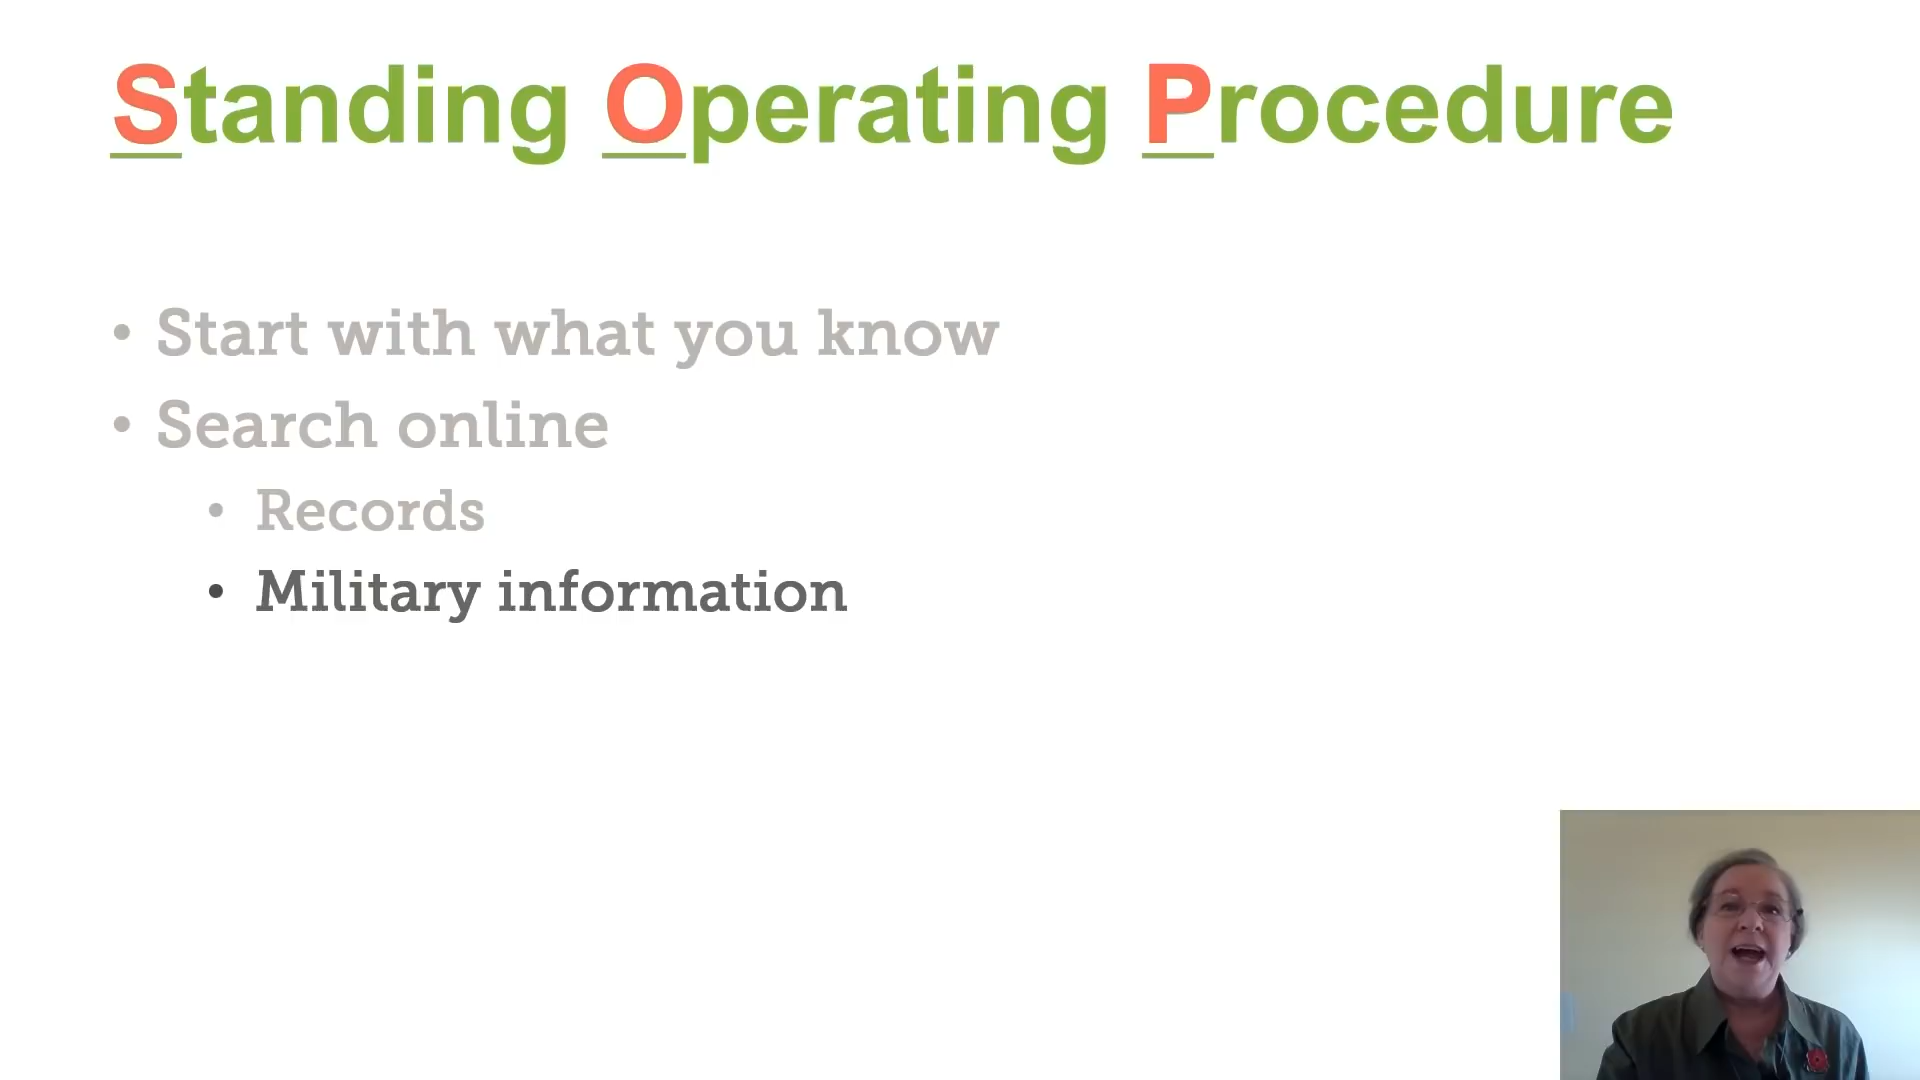 Standing Operating Procedure
• Start with what you know
• Search online
• Records
• Military information